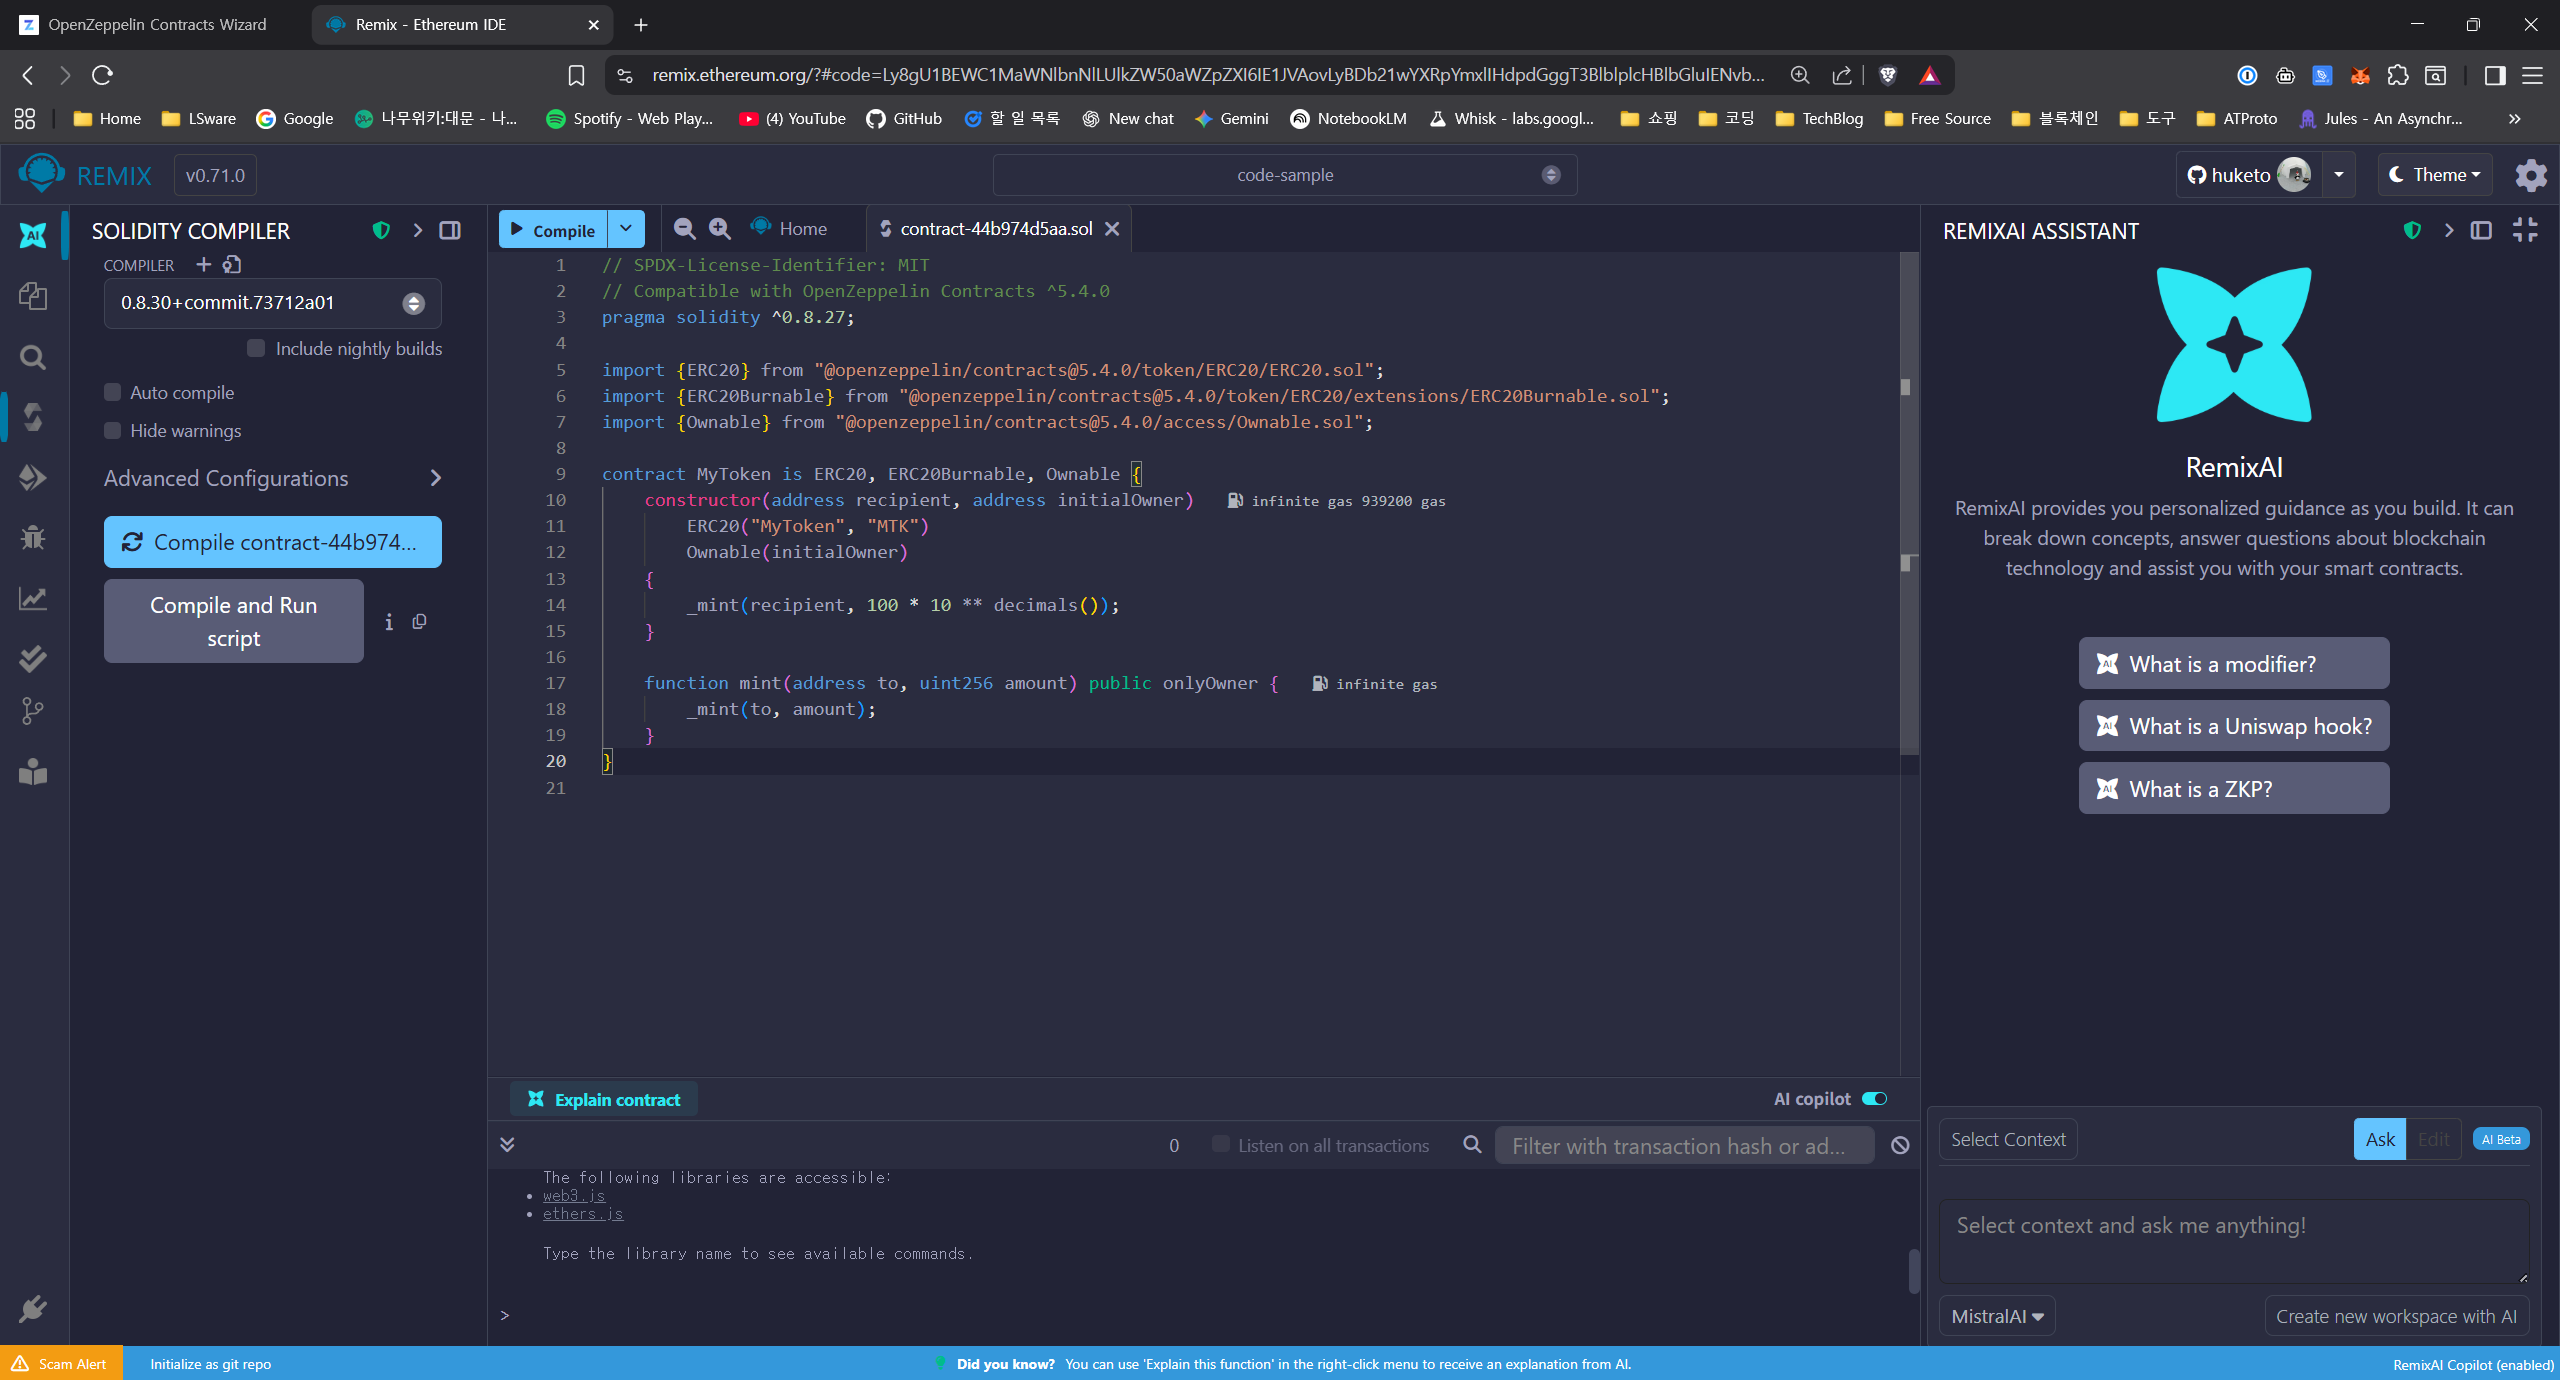 OpenZeppelin Contracts Wizard
Remix - Ethereum IDE
remix.ethereum.org/?#code=Ly8gU1BEWC1MaWNlbnNlLUlkZW50aWZpZXI6IE1JVAovLyBDb21wYXRpYmxlIHdpdGggT3BlblplcHBlbGluIENvb...
Home
LSware
Google
나무위키:대문 - 나...
Spotify - Web Play...
(4) YouTube
GitHub
할 일 목록
New chat
Gemini
NotebookLM
Whisk - labs.googl...
쇼핑
코딩
TechBlog
Free Source
블록체인
도구
ATProto
Jules - An Asynchr...
REMIX
v0.71.0
code-sample
huketo
Theme
SOLIDITY COMPILER
COMPILER
0.8.30+commit.73712a01
Include nightly builds
Auto compile
Hide warnings
Advanced Configurations
Compile contract-44b974...
Compile and Run
script
Compile
Home
contract-44b974d5aa.sol
1 // SPDX-License-Identifier: MIT
2 // Compatible with OpenZeppelin Contracts ^5.4.0
3 pragma solidity ^0.8.27;
4
5 import {ERC20} from "@openzeppelin/contracts@5.4.0/token/ERC20/ERC20.sol";
6 import {ERC20Burnable} from "@openzeppelin/contracts@5.4.0/token/ERC20/extensions/ERC20Burnable.sol";
7 import {Ownable} from "@openzeppelin/contracts@5.4.0/access/Ownable.sol";
8
9 contract MyToken is ERC20, ERC20Burnable, Ownable {
10 constructor(address recipient, address initialOwner) infinite gas 939200 gas
11 ERC20("MyToken", "MTK")
12 Ownable(initialOwner)
13 {
14 _mint(recipient, 100 * 10 ** decimals());
15 }
16
17 function mint(address to, uint256 amount) public onlyOwner { infinite gas
18 _mint(to, amount);
19 }
20 }
21
Explain contract
AI copilot
0
Listen on all transactions
Filter with transaction hash or ad...
The following libraries are accessible:
• web3.js
• ethers.js
Type the library name to see available commands.
>
REMIXAI ASSISTANT
RemixAI
RemixAI provides you personalized guidance as you build. It can
break down concepts, answer questions about blockchain
technology and assist you with your smart contracts.
AI What is a modifier?
AI What is a Uniswap hook?
AI What is a ZKP?
Select Context
Ask
Edit
AI Beta
Select context and ask me anything!
MistralAI
Create new workspace with AI
Scam Alert
Initialize as git repo
Did you know? You can use 'Explain this function' in the right-click menu to receive an explanation from AI.
RemixAI Copilot (enabled)